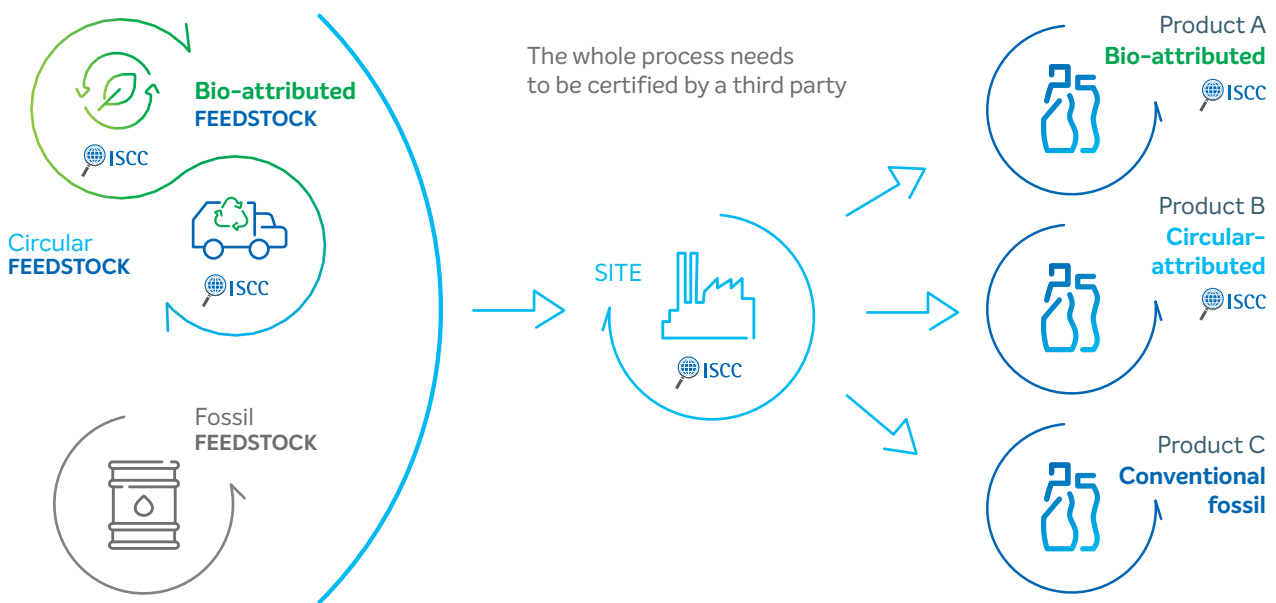 Bio-attributed
FEEDSTOCK
ISCC
Circular
FEEDSTOCK
ISCC
Fossil
FEEDSTOCK
The whole process needs
to be certified by a third party
SITE
ISCC
Product A
Bio-attributed
ISCC
Product B
Circular-
attributed
ISCC
Product C
Conventional
fossil